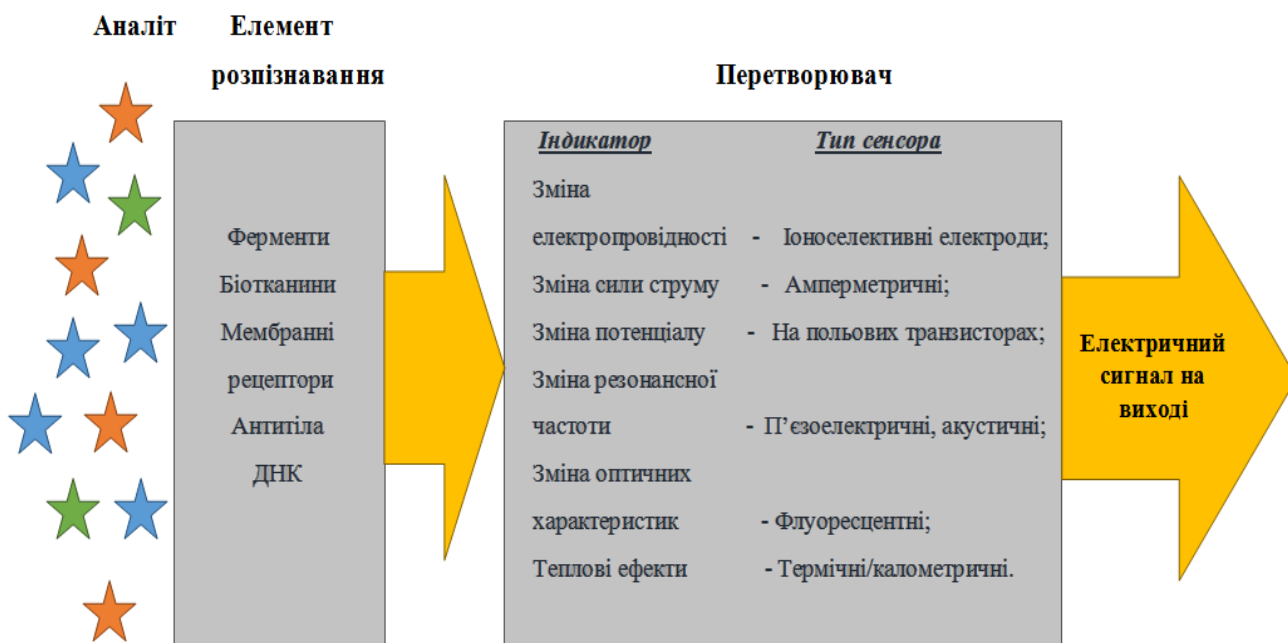 Аналіт
Елемент
розпізнавання
Перетворювач
Ферменти
Біотканини
Мембранні
рецептори
Антитіла
ДНК
Індикатор Тип сенсора
Зміна
електропровідності - Іоноселективні електроди;
Зміна сили струму - Амперметричні;
Зміна потенціалу - На польових транзисторах;
Зміна резонансної
частоти - П’єзоелектричні, акустичні;
Зміна оптичних
характеристик - Флуоресцентні;
Теплові ефекти - Термічні/калометричні.
Електричний
сигнал на
виході